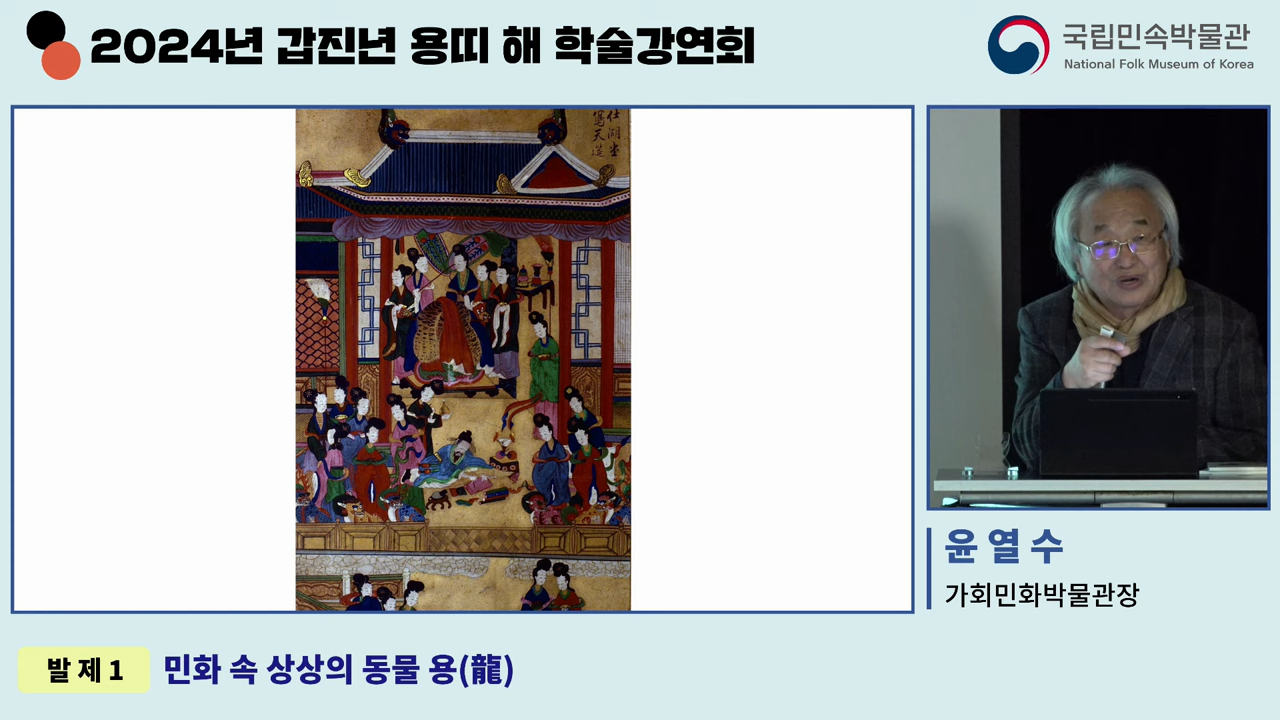 2024년 갑진년 용띠 해 학술강연회
국립민속박물관
National Folk Museum of Korea
윤열수
가회민화박물관장
발 제 1
민화 속 상상의 동물 용(龍)